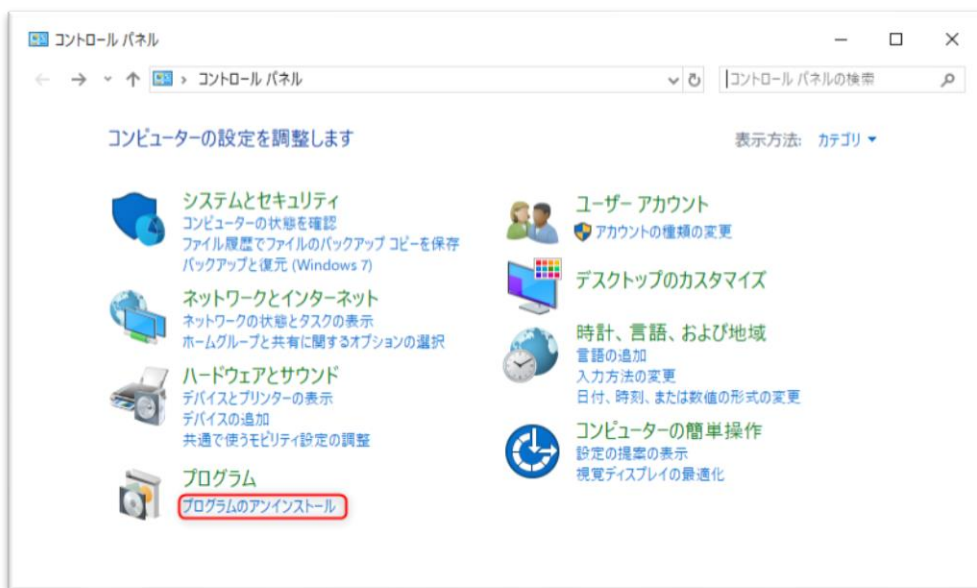 コントロール パネル
コントロール パネル
コントロール パネルの検索
コンピューターの設定を調整します
表示方法: カテゴリ
システムとセキュリティ
コンピューターの状態を確認
ファイル履歴でファイルのバックアップ コピーを保存
バックアップと復元 (Windows 7)
ネットワークとインターネット
ネットワークの状態とタスクの表示
ホームグループと共有に関するオプションの選択
ハードウェアとサウンド
デバイスとプリンターの表示
デバイスの追加
共通で使うモビリティ設定の調整
プログラム
プログラムのアンインストール
ユーザー アカウント
アカウントの種類の変更
デスクトップのカスタマイズ
時計、言語、および地域
言語の追加
入力方法の変更
日付、時刻、または数値の形式の変更
コンピューターの簡単操作
設定の提案の表示
視覚ディスプレイの最適化